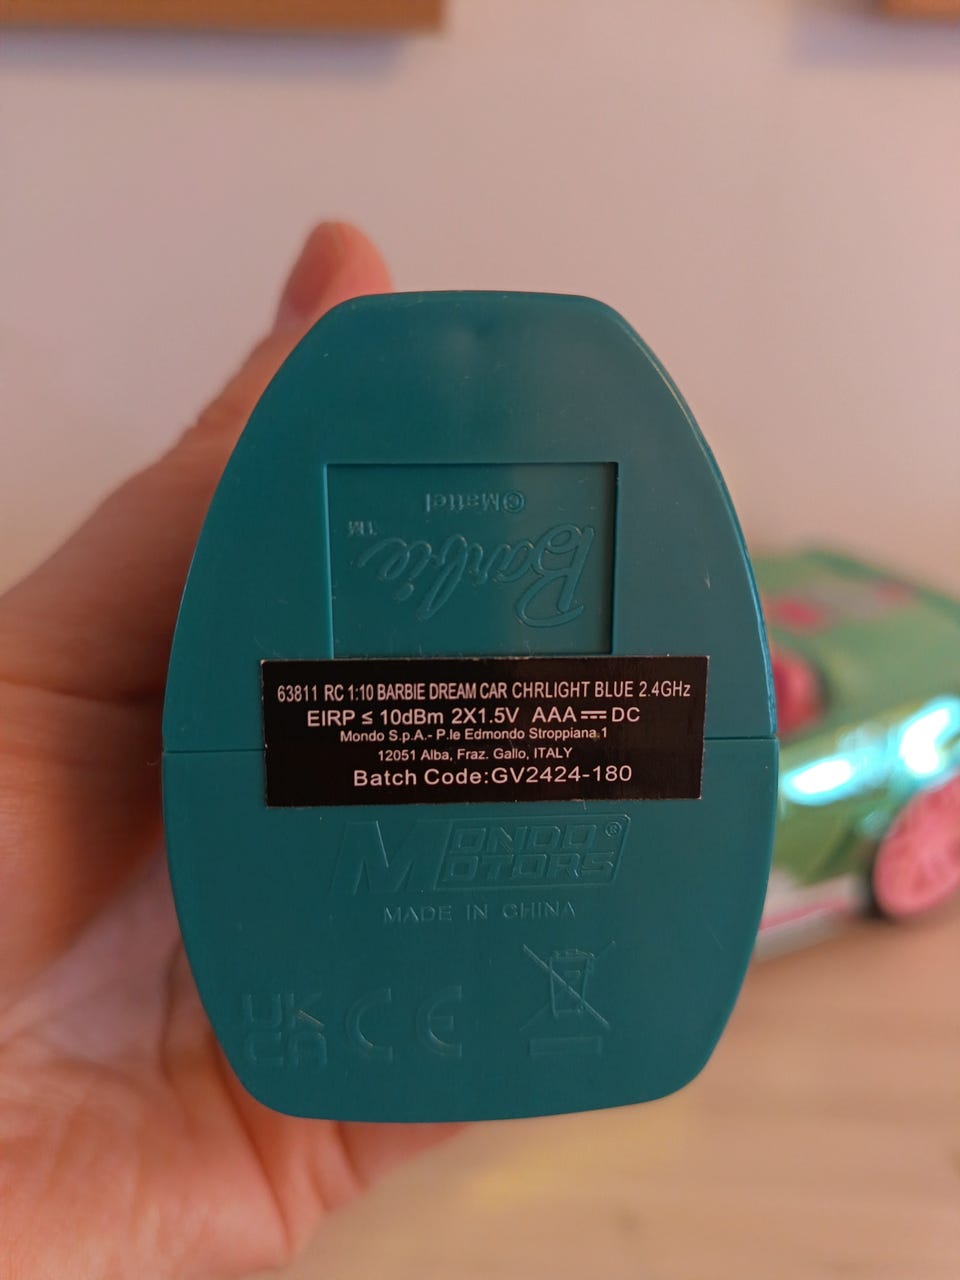 ©Mattel
Barbie™
63811 RC 1:10 BARBIE DREAM CAR CHRLIGHT BLUE 2.4GHz
EIRP ≤ 10dBm 2X1.5V AAA ⎓ DC
Mondo S.p.A.- P.le Edmondo Stroppiana,1
12051 Alba, Fraz. Gallo, ITALY
Batch Code:GV2424-180
MONDO
MOTORS®
MADE IN CHINA
UK
CA CE